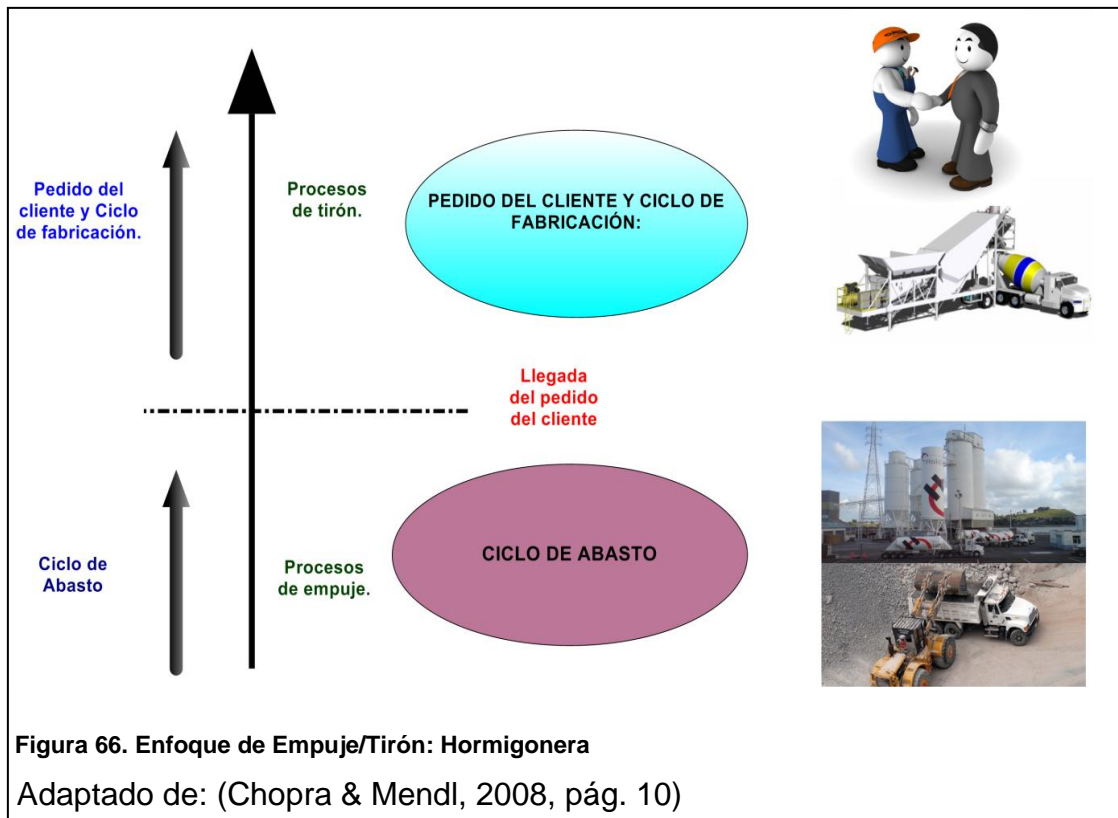 Pedido del
cliente y Ciclo
de fabricación.
Procesos
de tirón.
PEDIDO DEL CLIENTE Y CICLO DE
FABRICACIÓN:
Llegada
del pedido
del cliente
Ciclo de
Abasto
Procesos
de empuje.
CICLO DE ABASTO
Figura 66. Enfoque de Empuje/Tirón: Hormigonera
Adaptado de: (Chopra & Mendl, 2008, pág. 10)